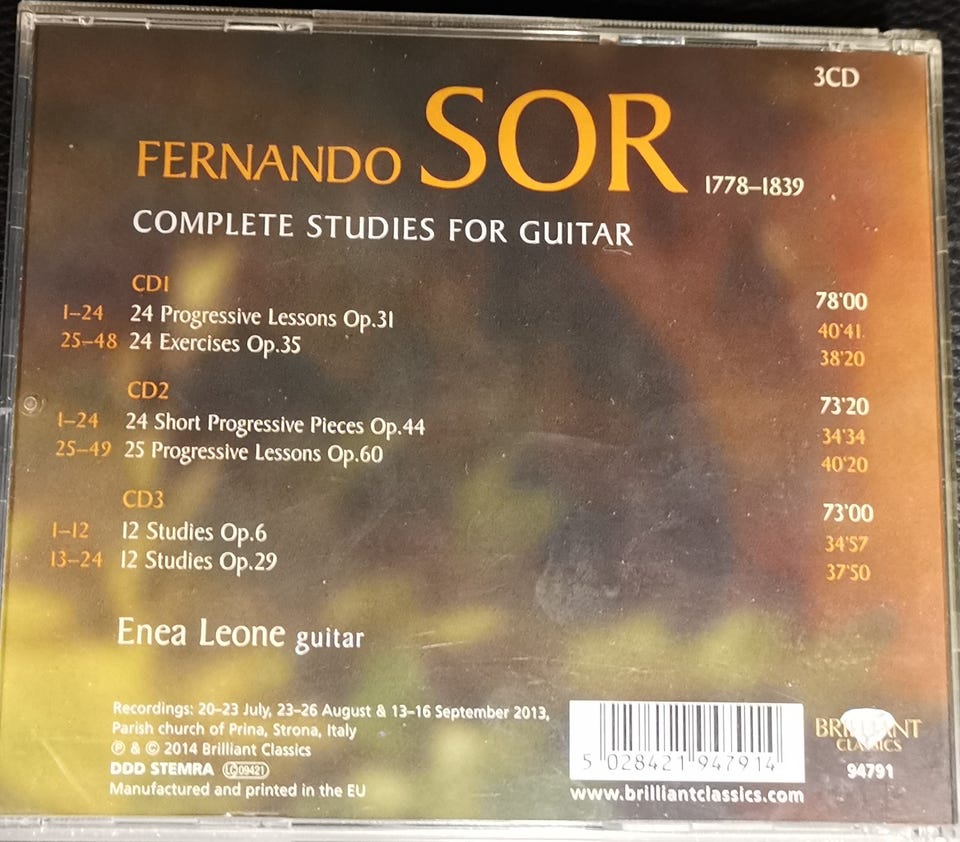 3CD
FERNANDO SOR 1778–1839
COMPLETE STUDIES FOR GUITAR
CD1 78'00
1–24 24 Progressive Lessons Op.31 40'41
25–48 24 Exercises Op.35 38'20
CD2 73'20
1–24 24 Short Progressive Pieces Op.44 34'34
25–49 25 Progressive Lessons Op.60 40'20
CD3 73'00
1–12 12 Studies Op.6 34'57
13–24 12 Studies Op.29 37'50
Enea Leone guitar
Recordings: 20–23 July, 23–26 August & 13–16 September 2013,
Parish church of Prina, Strona, Italy
℗ & © 2014 Brilliant Classics
DDD STEMRA LC 09421
Manufactured and printed in the EU
5 028421 947914
www.brilliantclassics.com
BRILLIANT
CLASSICS
94791